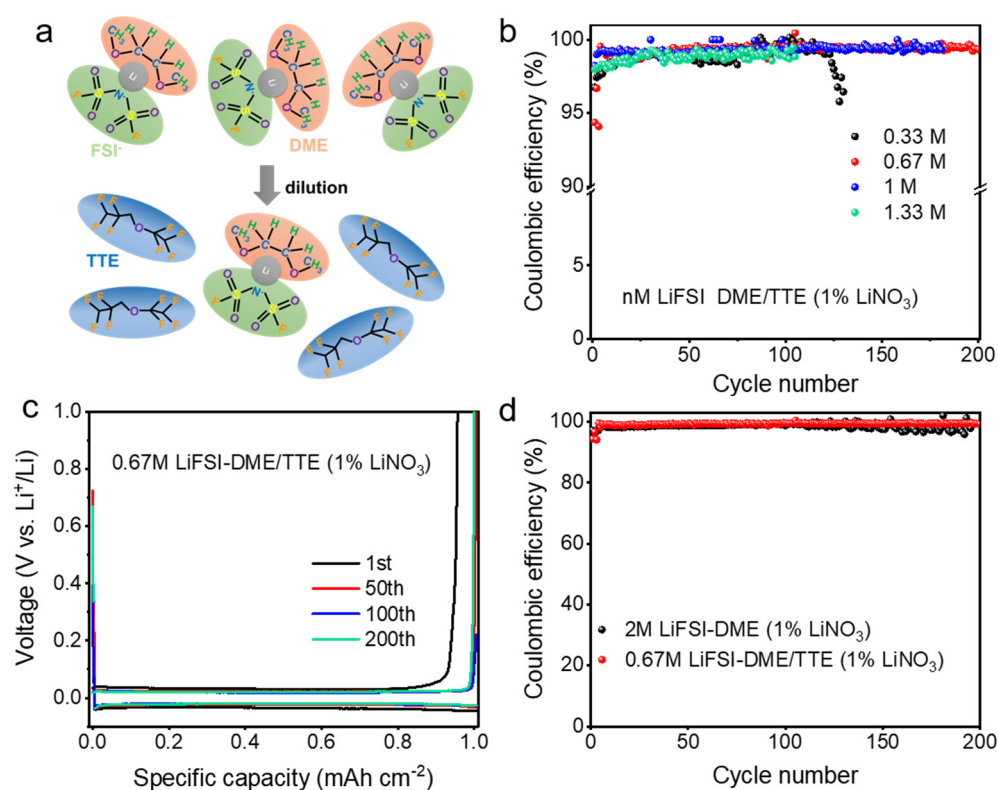 a
FSI-
DME
dilution
TTE
b
Coulombic efficiency (%)
100
95
90
5
0
0 50 100 150 200
Cycle number
0.33 M
0.67 M
1 M
1.33 M
nM LiFSI DME/TTE (1% LiNO3)
c
Voltage (V vs. Li+/Li)
1.0
0.8
0.6
0.4
0.2
0.0
0.0 0.2 0.4 0.6 0.8 1.0
Specific capacity (mAh cm-2)
0.67M LiFSI-DME/TTE (1% LiNO3)
1st
50th
100th
200th
d
Coulombic efficiency (%)
100
80
60
40
20
0
0 50 100 150 200
Cycle number
2M LiFSI-DME (1% LiNO3)
0.67M LiFSI-DME/TTE (1% LiNO3)